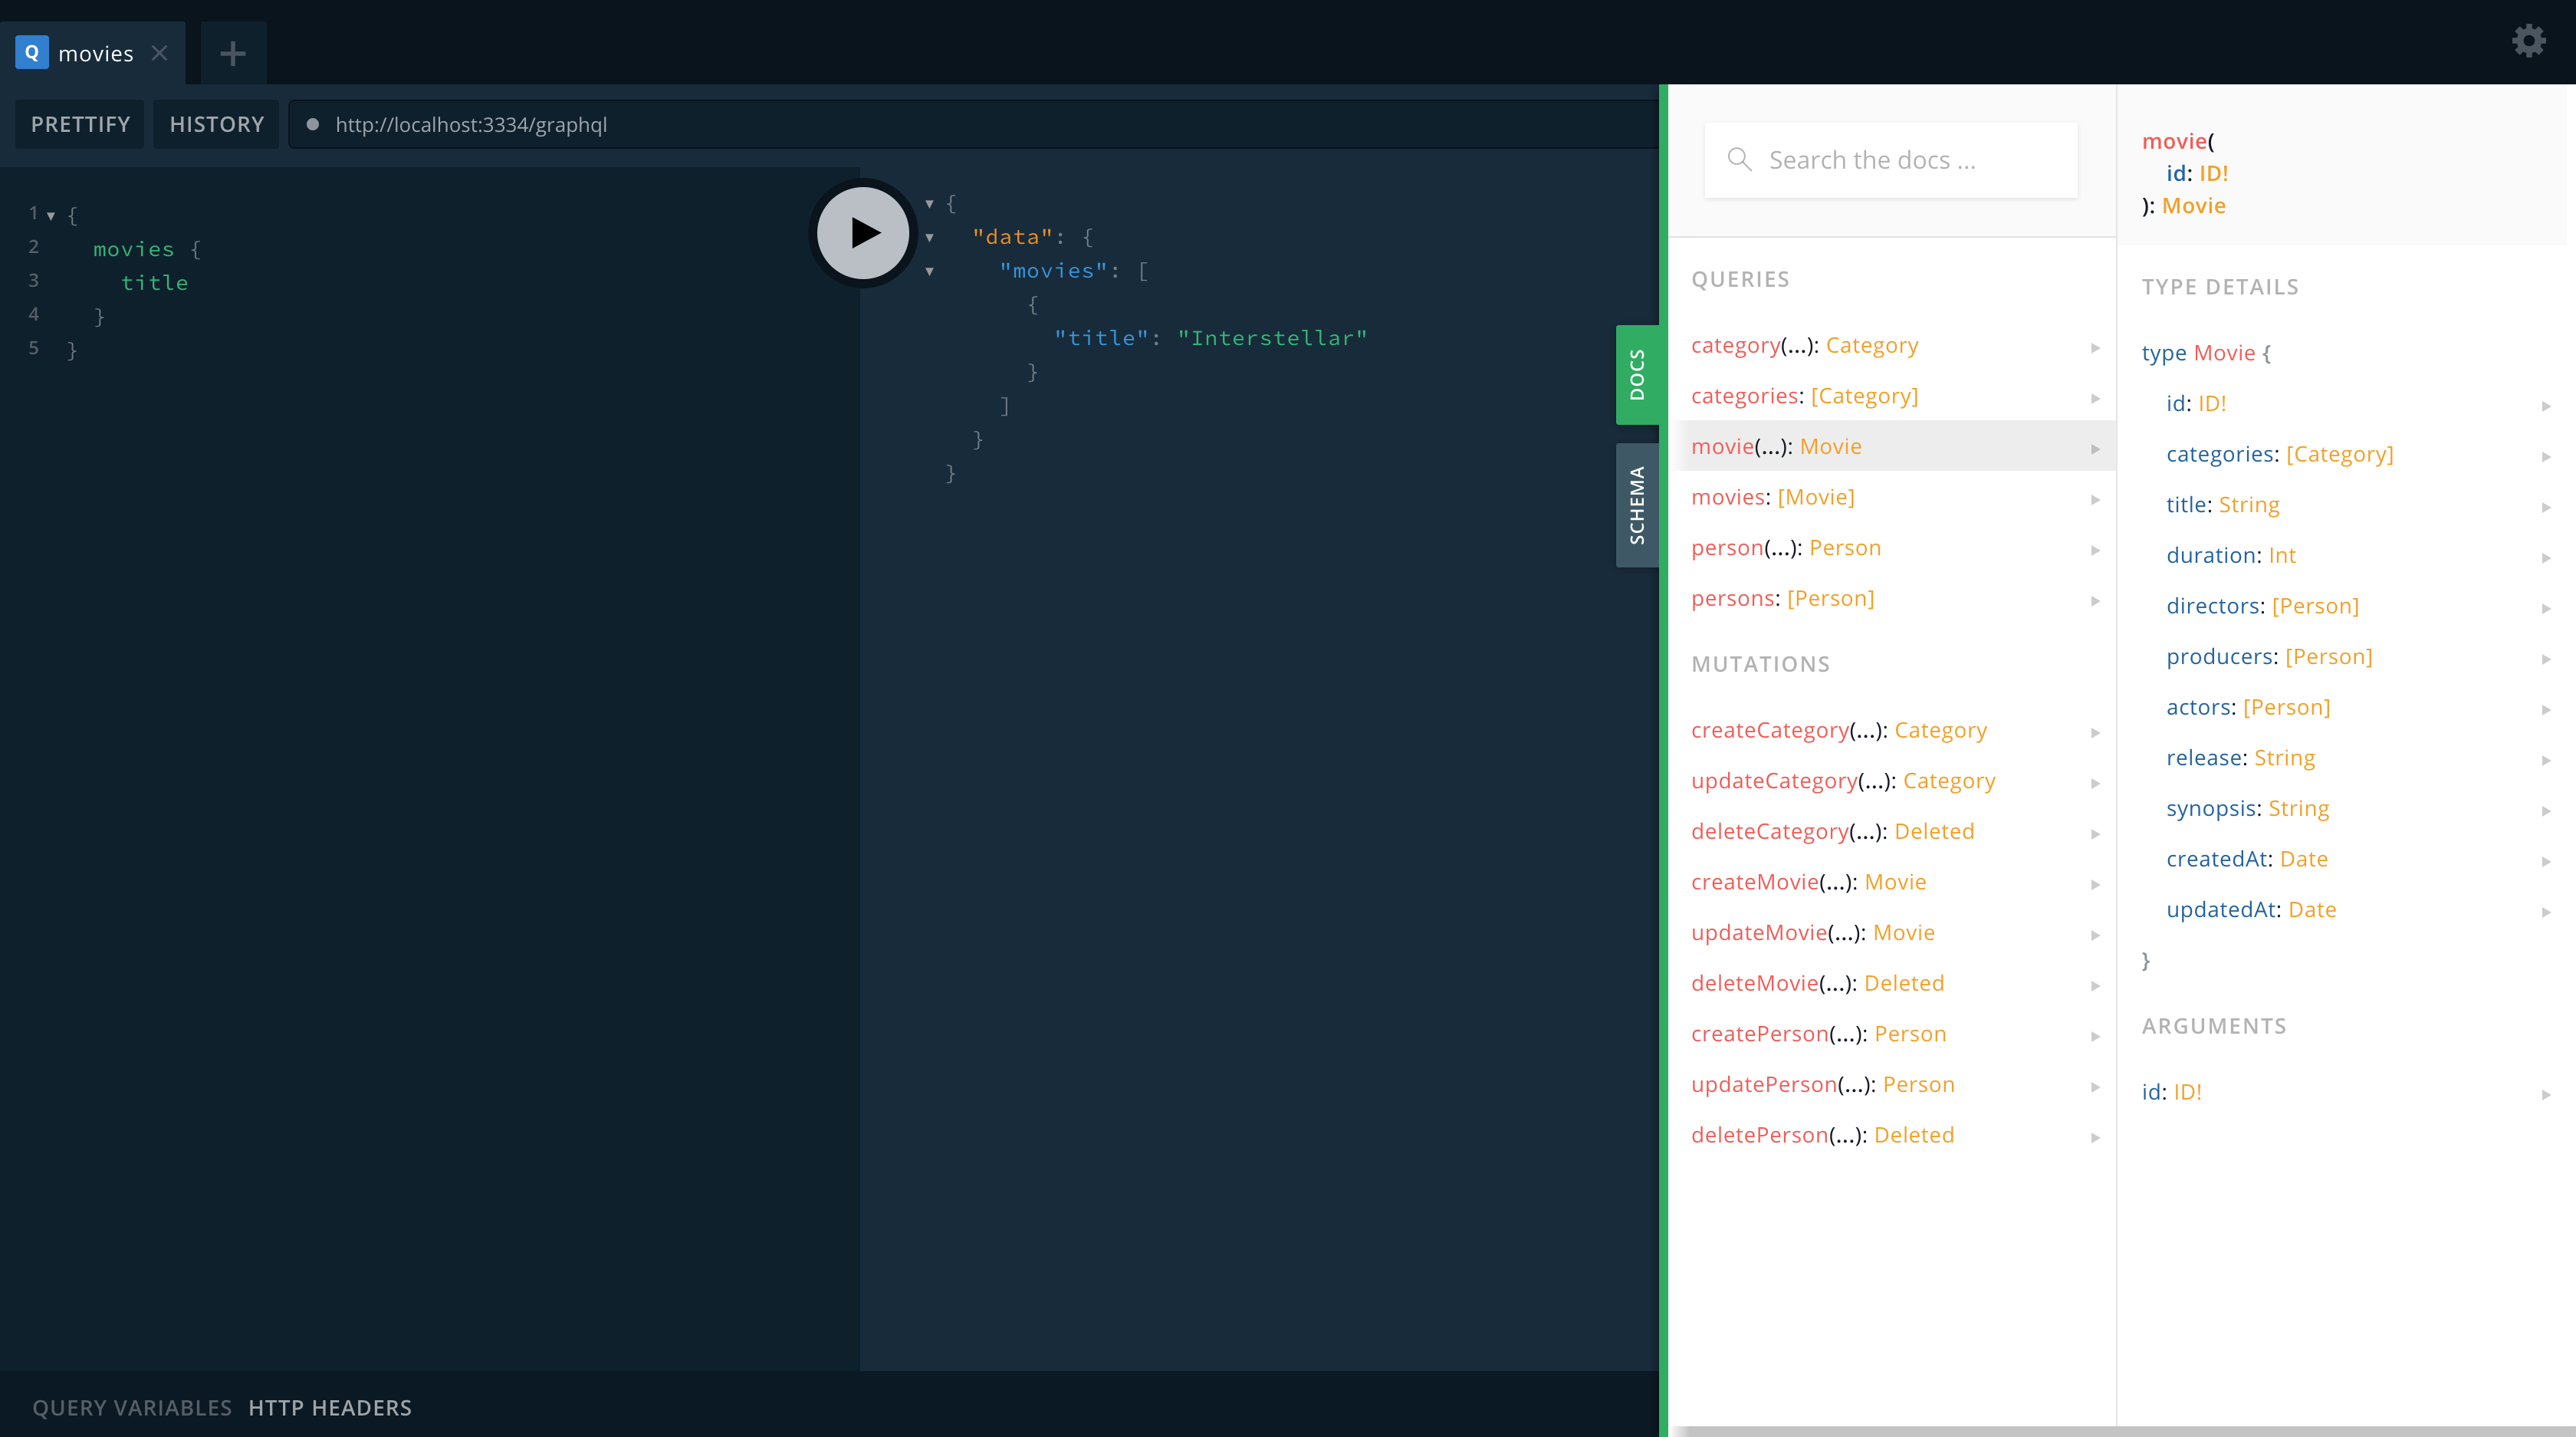 Q movies
PRETTIFY HISTORY http://localhost:3334/graphql
1 {
2 movies {
3 title
4 }
5 }
{
"data": {
"movies": [
{
"title": "Interstellar"
}
]
}
}
DOCS
SCHEMA
Search the docs ...
QUERIES
category(...): Category
categories: [Category]
movie(...): Movie
movies: [Movie]
person(...): Person
persons: [Person]
MUTATIONS
createCategory(...): Category
updateCategory(...): Category
deleteCategory(...): Deleted
createMovie(...): Movie
updateMovie(...): Movie
deleteMovie(...): Deleted
createPerson(...): Person
updatePerson(...): Person
deletePerson(...): Deleted
movie(
id: ID!
): Movie
TYPE DETAILS
type Movie {
id: ID!
categories: [Category]
title: String
duration: Int
directors: [Person]
producers: [Person]
actors: [Person]
release: String
synopsis: String
createdAt: Date
updatedAt: Date
}
ARGUMENTS
id: ID!
QUERY VARIABLES HTTP HEADERS